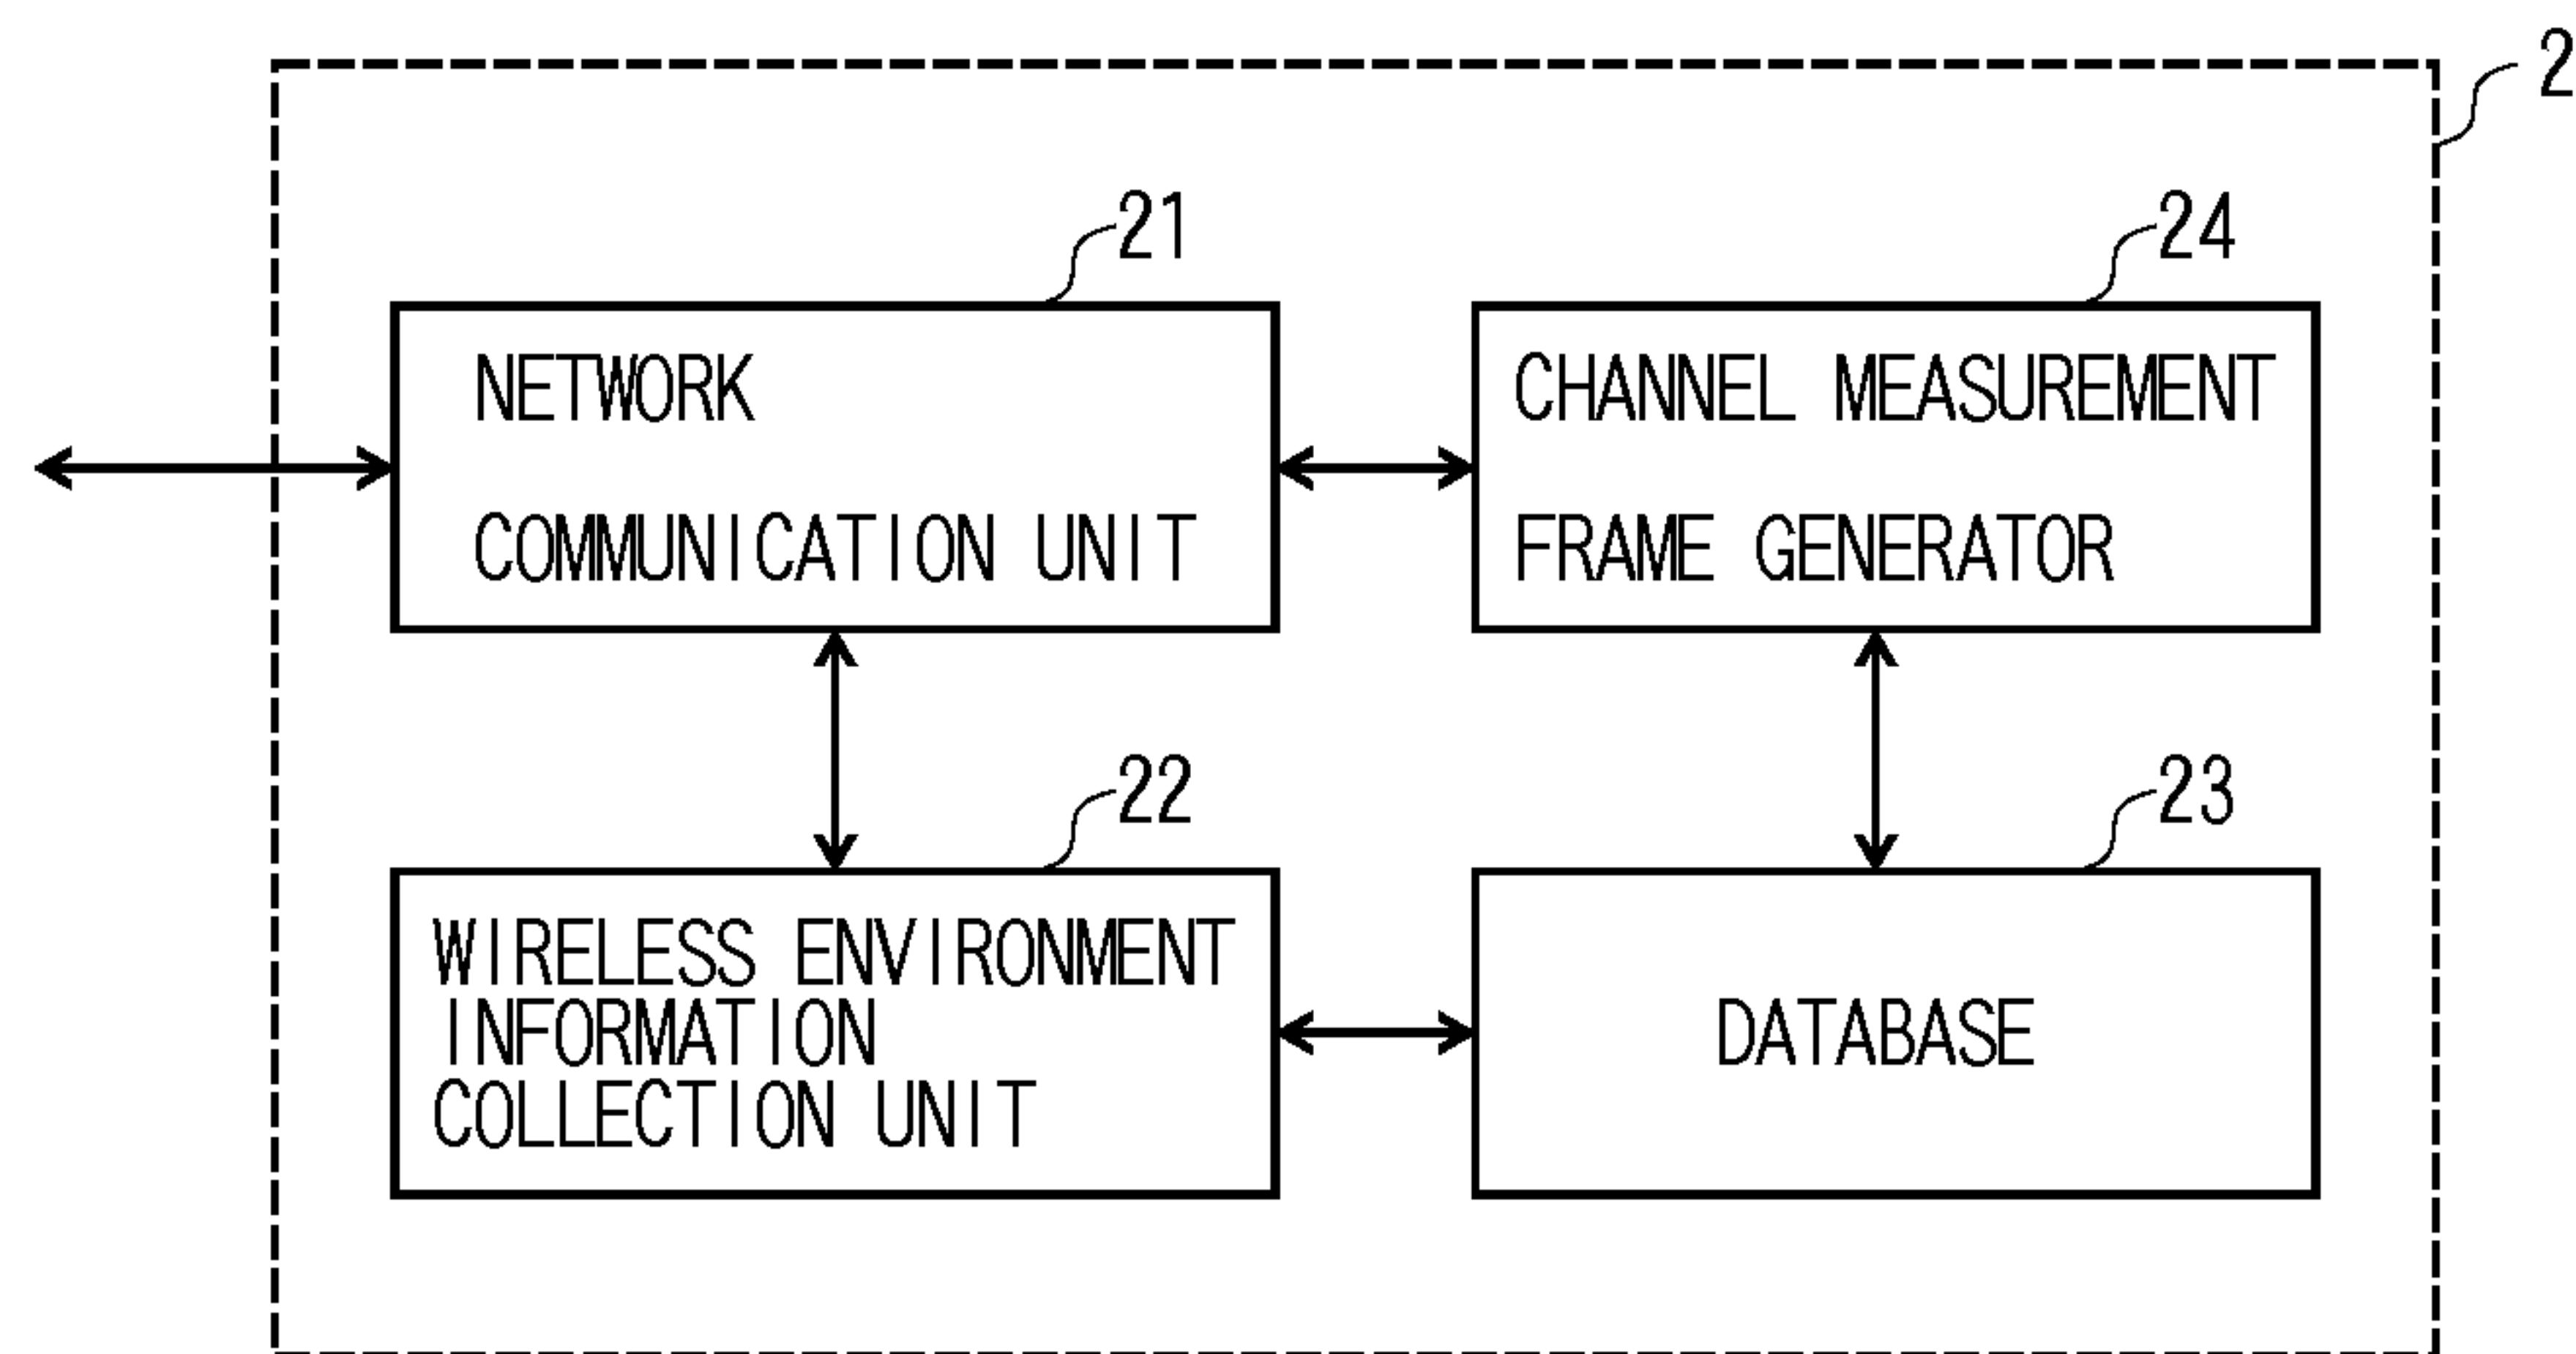 2
21
24
NETWORK
COMMUNICATION UNIT
CHANNEL MEASUREMENT
FRAME GENERATOR
22
23
WIRELESS ENVIRONMENT
INFORMATION
COLLECTION UNIT
DATABASE